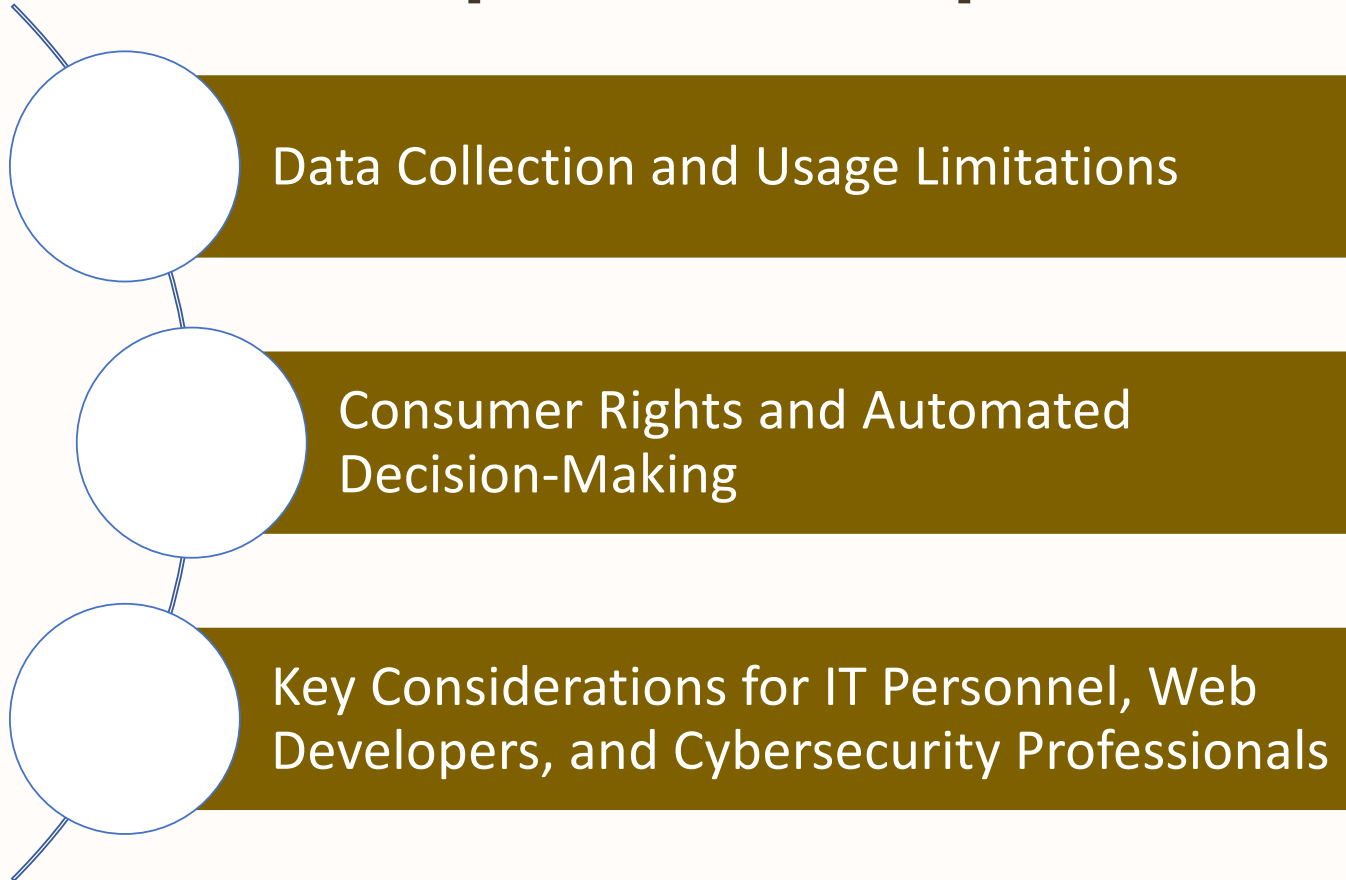 Data Collection and Usage Limitations
Consumer Rights and Automated
Decision-Making
Key Considerations for IT Personnel, Web
Developers, and Cybersecurity Professionals